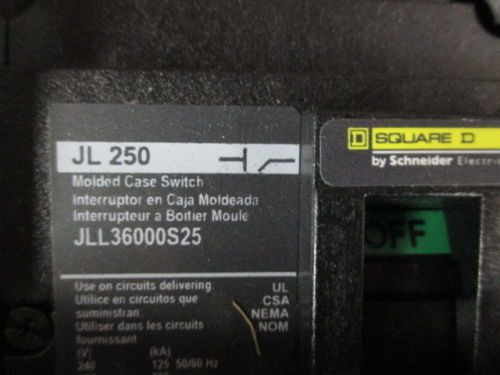 JL 250
Molded Case Switch
Interruptor en Caja Moldeada
Interrupteur a Boitier Moule
JLL36000S25
Use on circuits delivering
Utilice en circuitos que
suministran:
Utiliser dans les circuits
fournissant
UL
CSA
NEMA
NOM
(V) (kA)
240 125 50/60 Hz
SQUARE D
by Schneider Electric
OFF